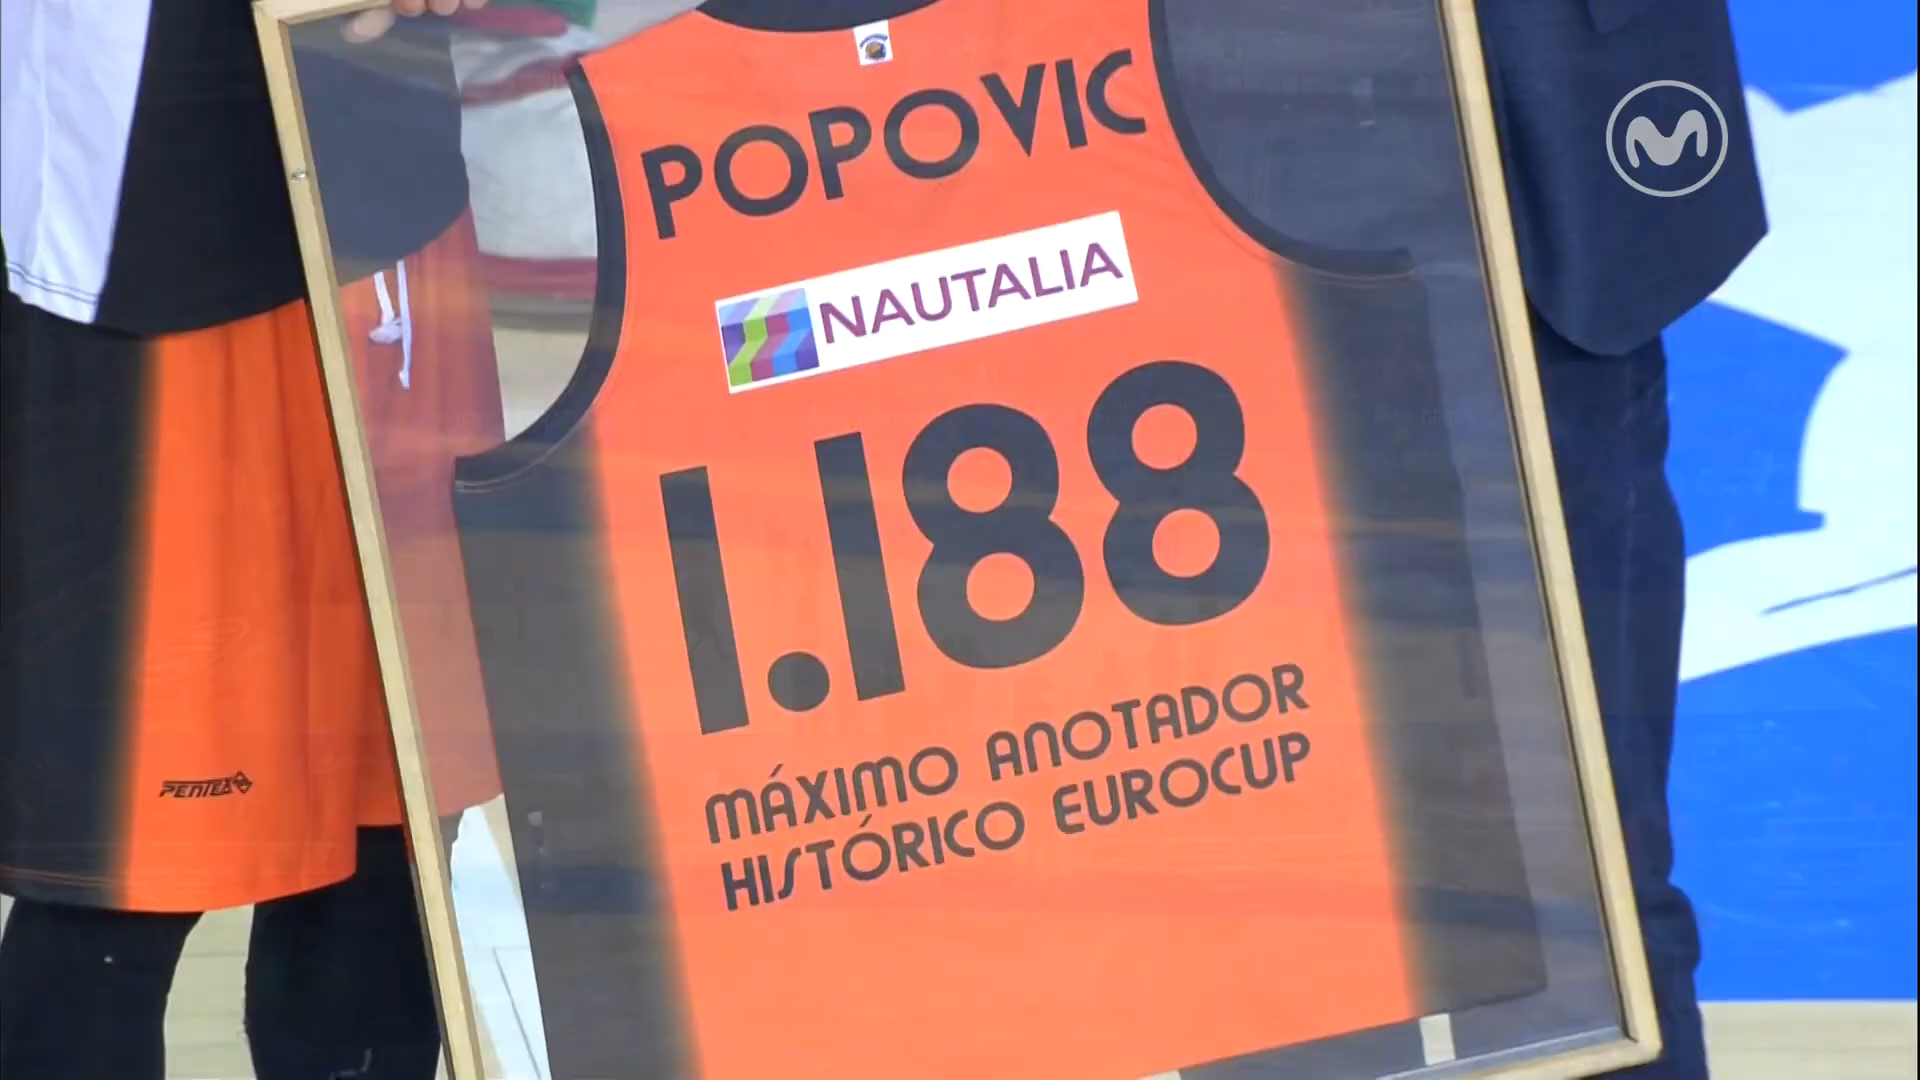 POPOVIC
NAUTALIA
1.188
MÁXIMO ANOTADOR
HISTÓRICO EUROCUP
PENTEX